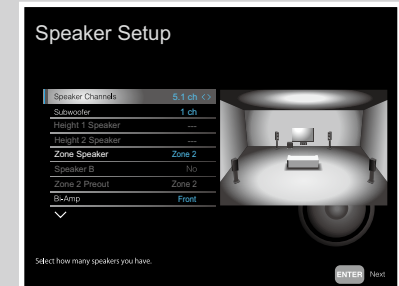 Speaker Setup
Speaker Channels 5.1 ch <>
Subwoofer 1 ch
Height 1 Speaker ---
Height 2 Speaker ---
Zone Speaker Zone 2
Speaker B No
Zone 2 Preout Zone 2
Bi-Amp Front
Select how many speakers you have.
ENTER Next